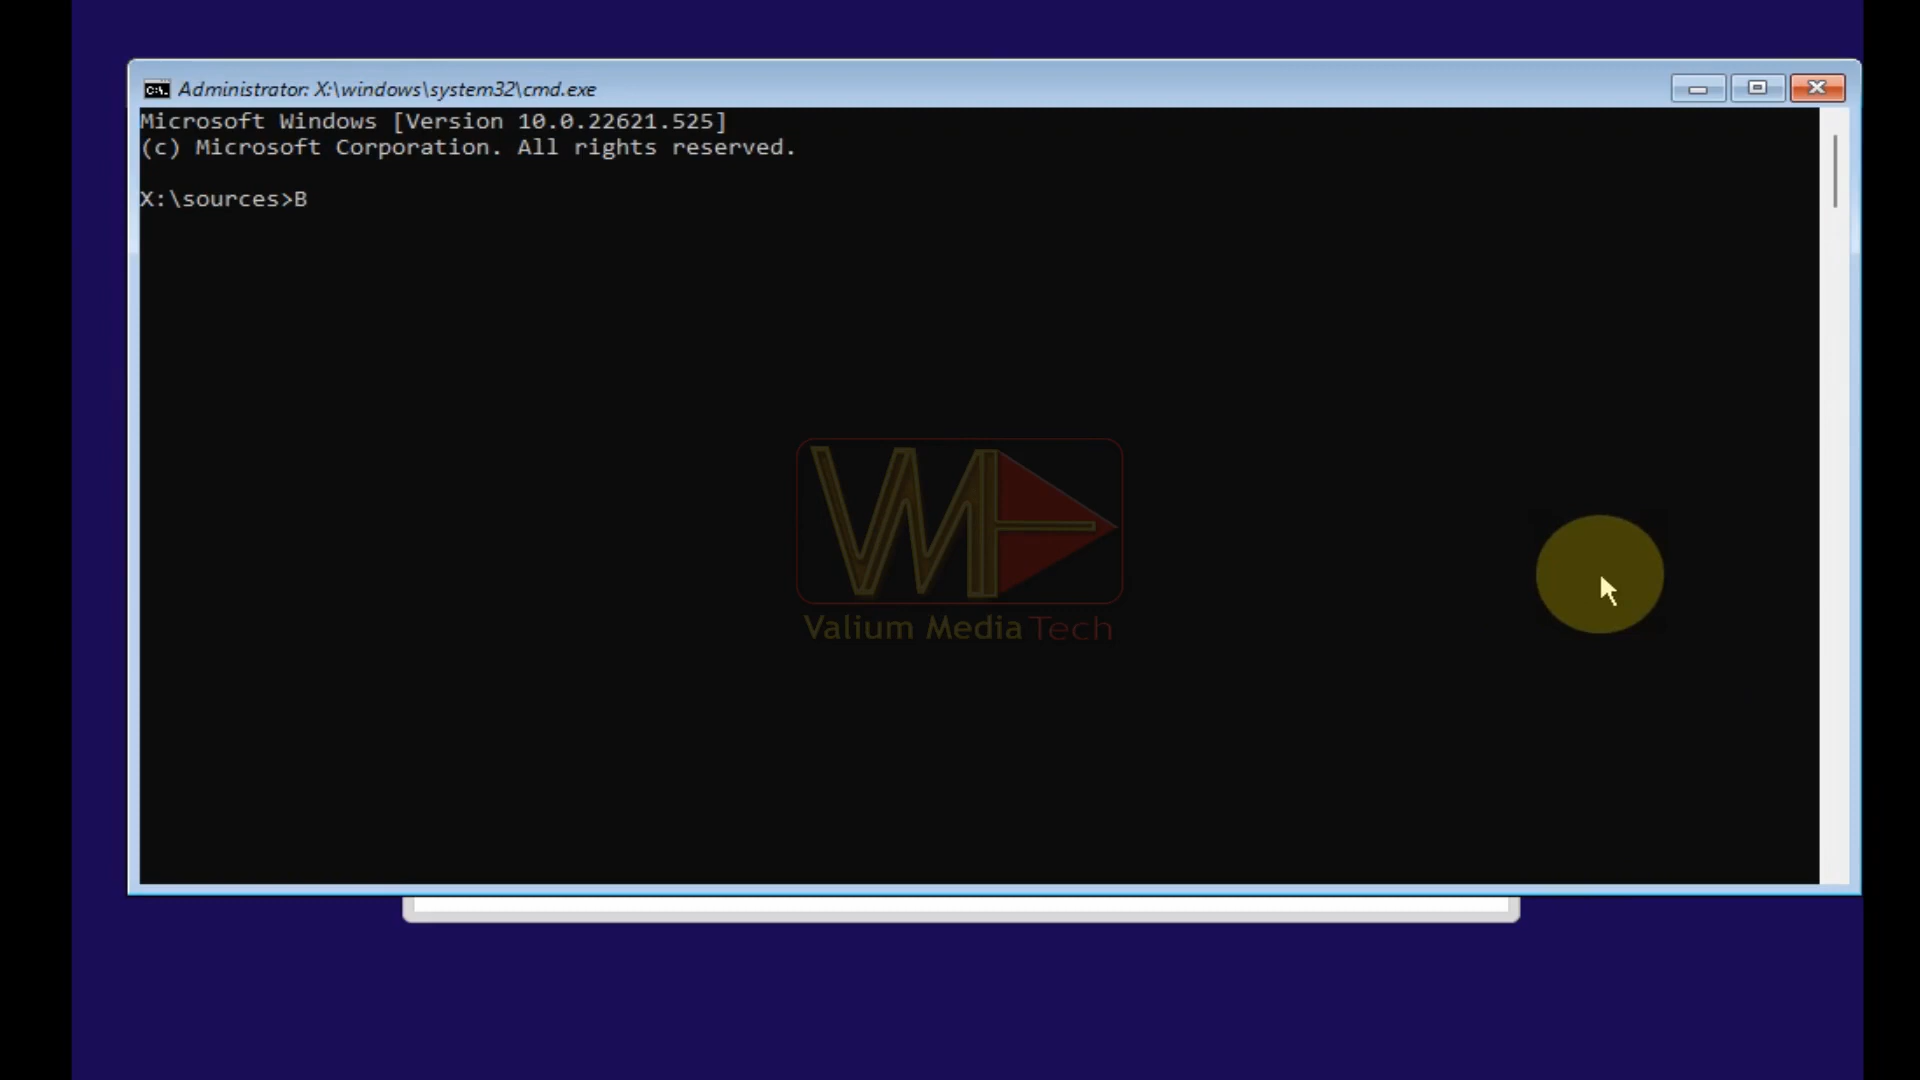 Administrator: X:\windows\system32\cmd.exe
Microsoft Windows [Version 10.0.22621.525]
(c) Microsoft Corporation. All rights reserved.
X:\sources>B
Valium Media Tech